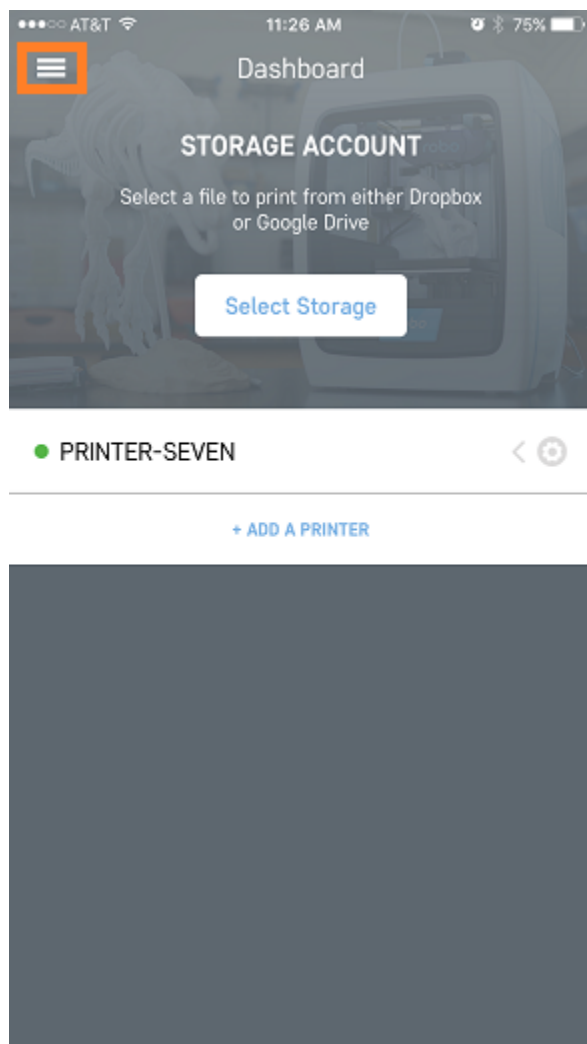 AT&T 11:26 AM 75%
Dashboard
STORAGE ACCOUNT
Select a file to print from either Dropbox
or Google Drive
Select Storage
PRINTER-SEVEN
+ ADD A PRINTER